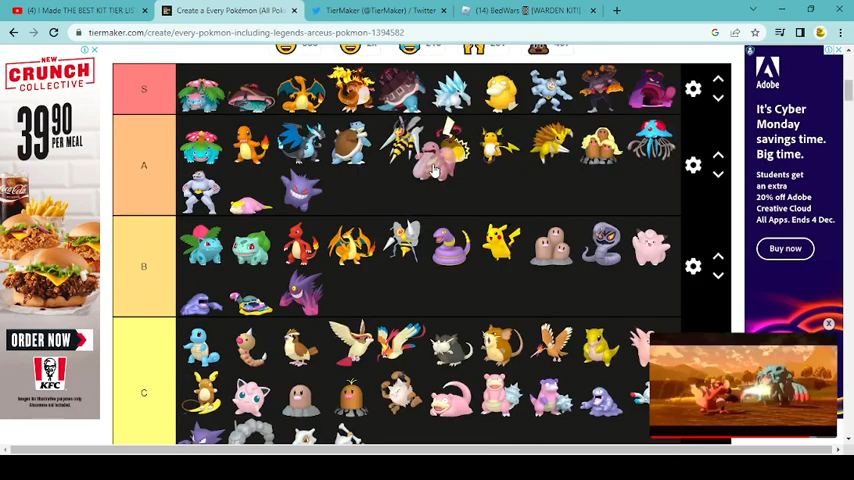 (4) I Made THE BEST KIT TIER LIS
Create a Every Pokémon (All Pok
TierMaker (@TierMaker) / Twitter
(14) BedWars [WARDEN KIT!]
tiermaker.com/create/every-pokmon-including-legends-arceus-pokmon-1394582
NEW
CRUNCH
COLLECTIVE
39.90
PER MEAL
ORDER NOW
KFC
S
A
B
C
Adobe
It's Cyber
Monday
savings time.
Big time.
Students get
an extra
20% off Adobe
Creative Cloud
All Apps. Ends 4 Dec.
Buy now